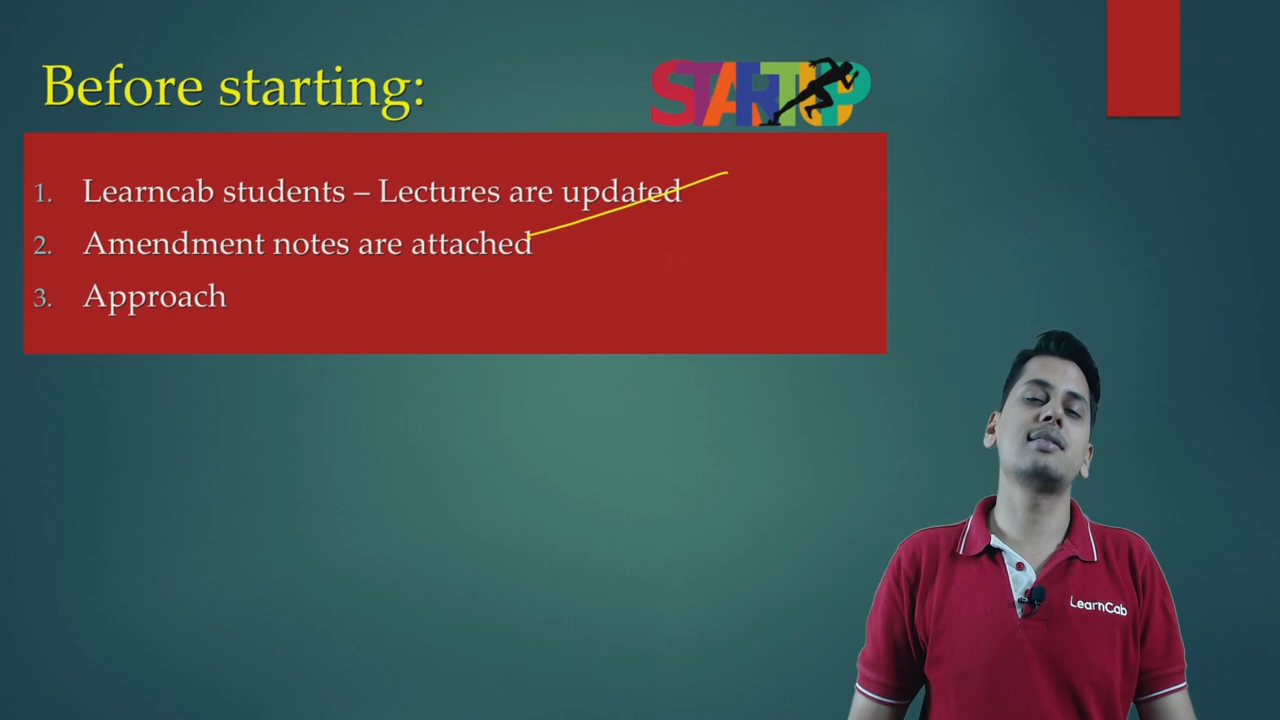 Before starting:
STARTUP
1. Learncab students – Lectures are updated
2. Amendment notes are attached
3. Approach
LearnCab